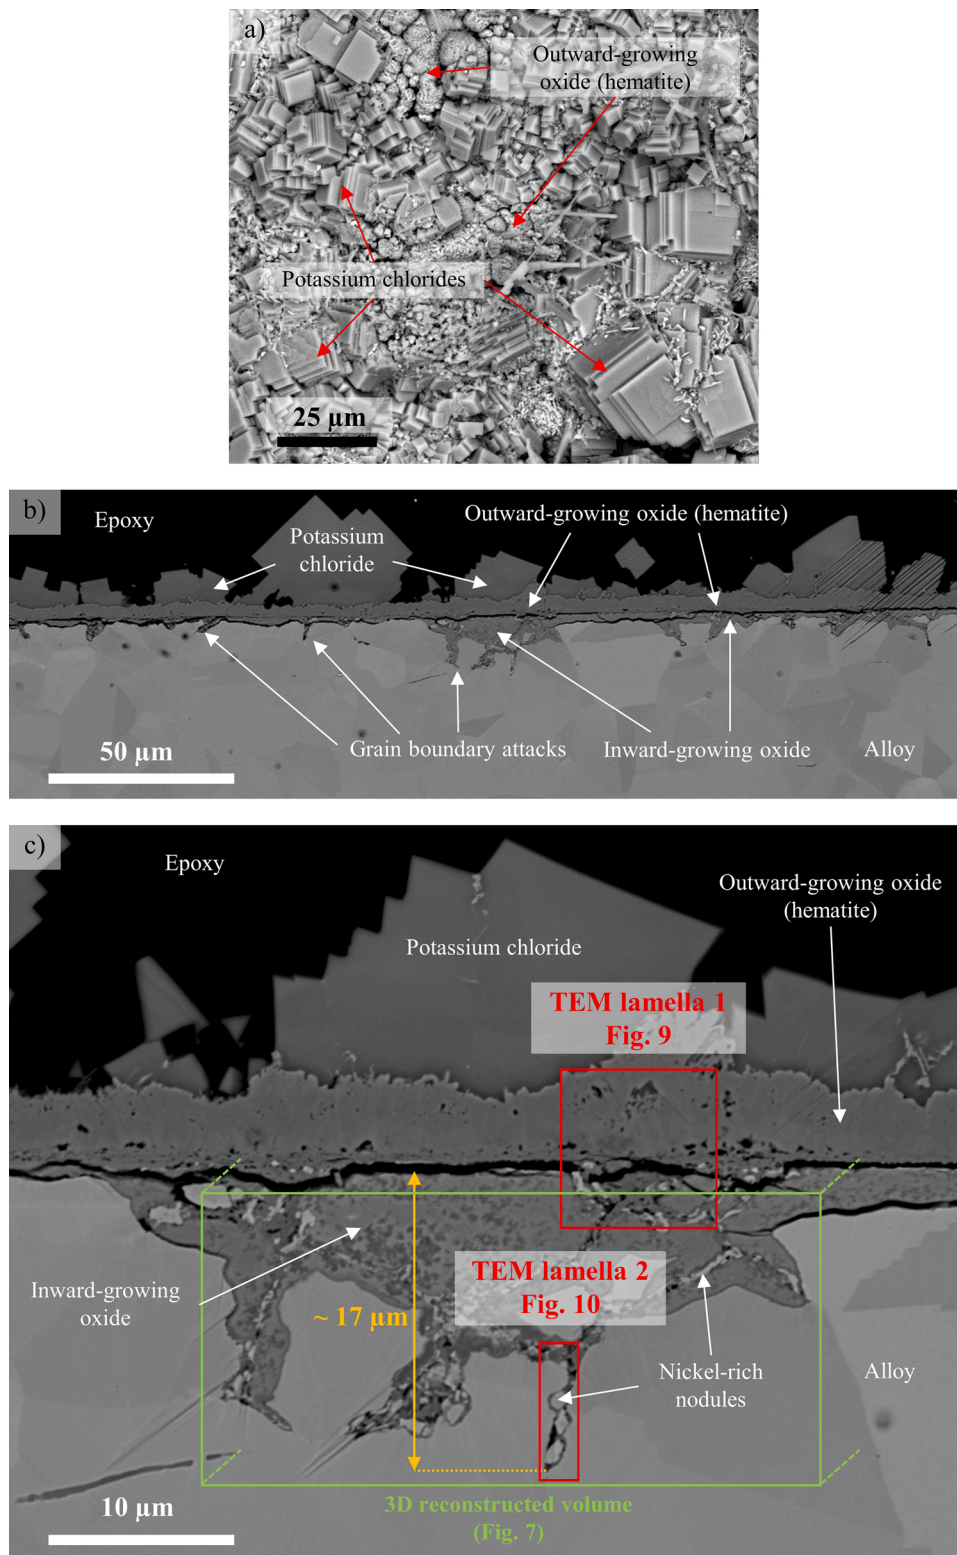 a)
Outward-growing
oxide (hematite)
Potassium chlorides
25 µm
b)
Epoxy
Outward-growing oxide (hematite)
Potassium
chloride
Grain boundary attacks
Inward-growing oxide
Alloy
50 µm
c)
Epoxy
Outward-growing oxide
(hematite)
Potassium chloride
TEM lamella 1
Fig. 9
Inward-growing
oxide
TEM lamella 2
Fig. 10
~ 17 µm
Nickel-rich
nodules
Alloy
10 µm
3D reconstructed volume
(Fig. 7)